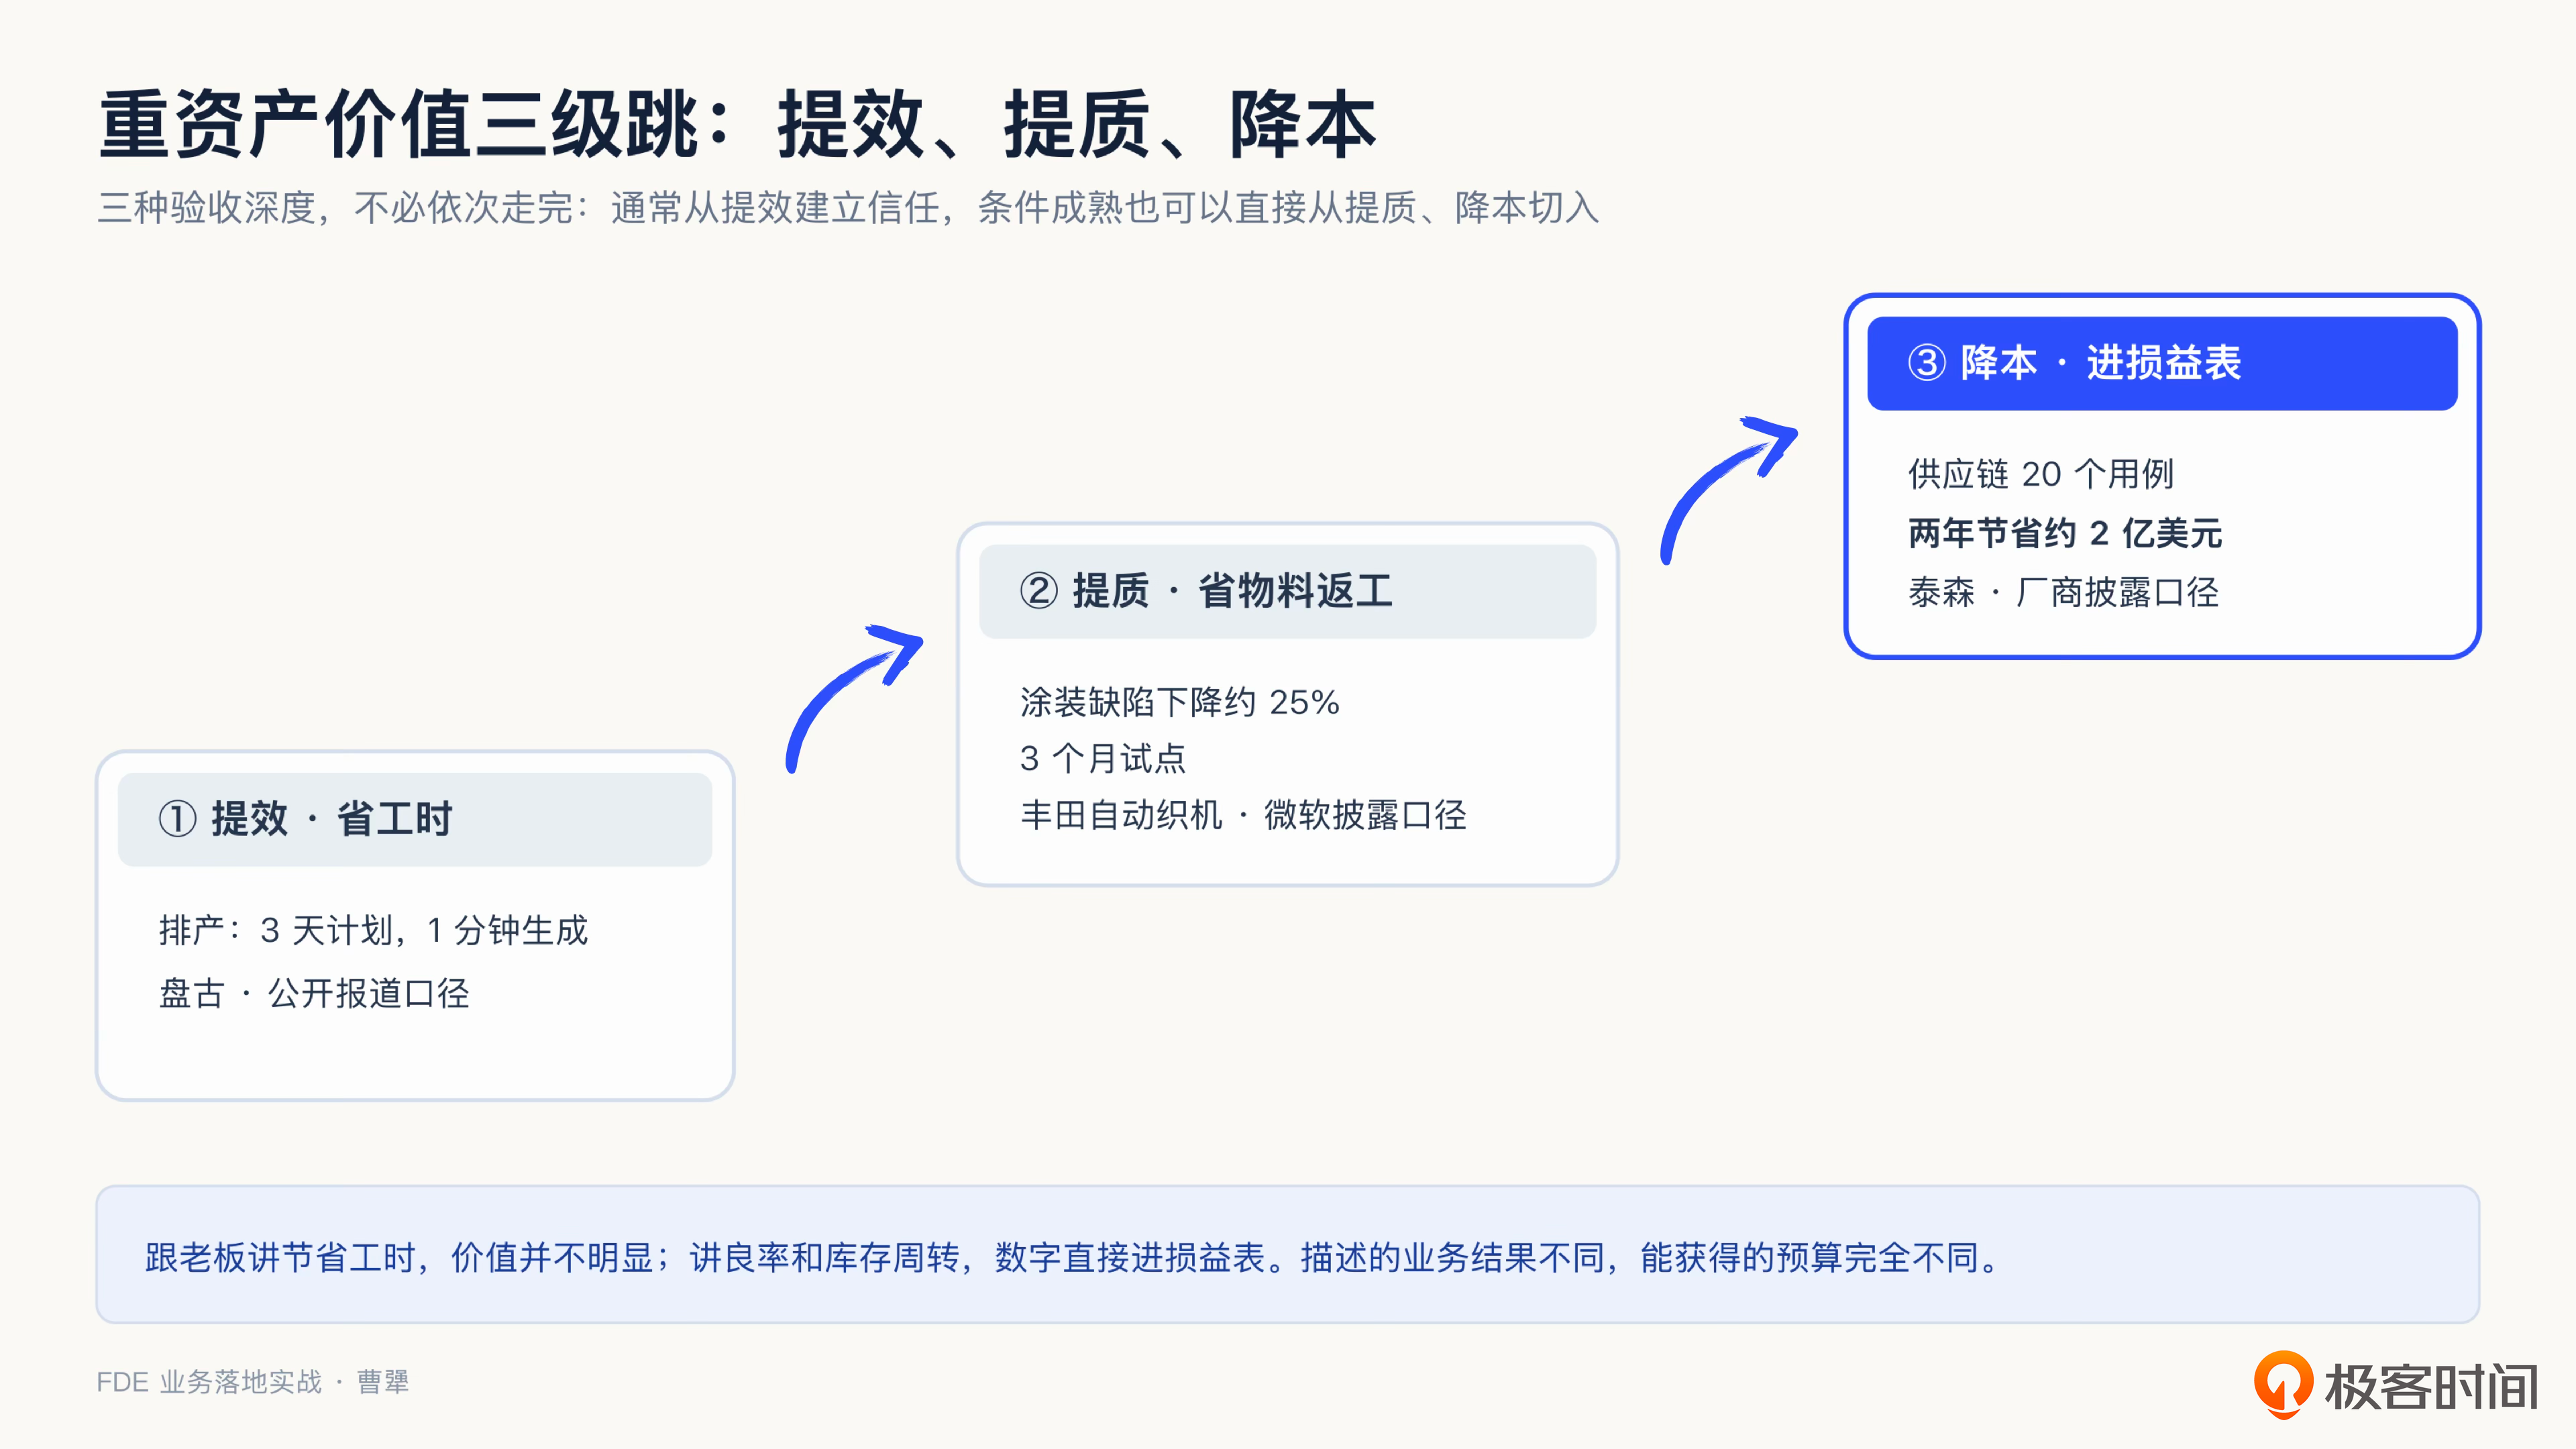 重资产价值三级跳：提效、提质、降本
三种验收深度，不必依次走完：通常从提效建立信任，条件成熟也可以直接从提质、降本切入
① 提效 · 省工时
排产：3 天计划，1 分钟生成
盘古 · 公开报道口径
② 提质 · 省物料返工
涂装缺陷下降约 25%
3 个月试点
丰田自动织机 · 微软披露口径
③ 降本 · 进损益表
供应链 20 个用例
两年节省约 2 亿美元
泰森 · 厂商披露口径
跟老板讲节省工时，价值并不明显；讲良率和库存周转，数字直接进损益表。描述的业务结果不同，能获得的预算完全不同。
FDE 业务落地实战 · 曹犟
极客时间